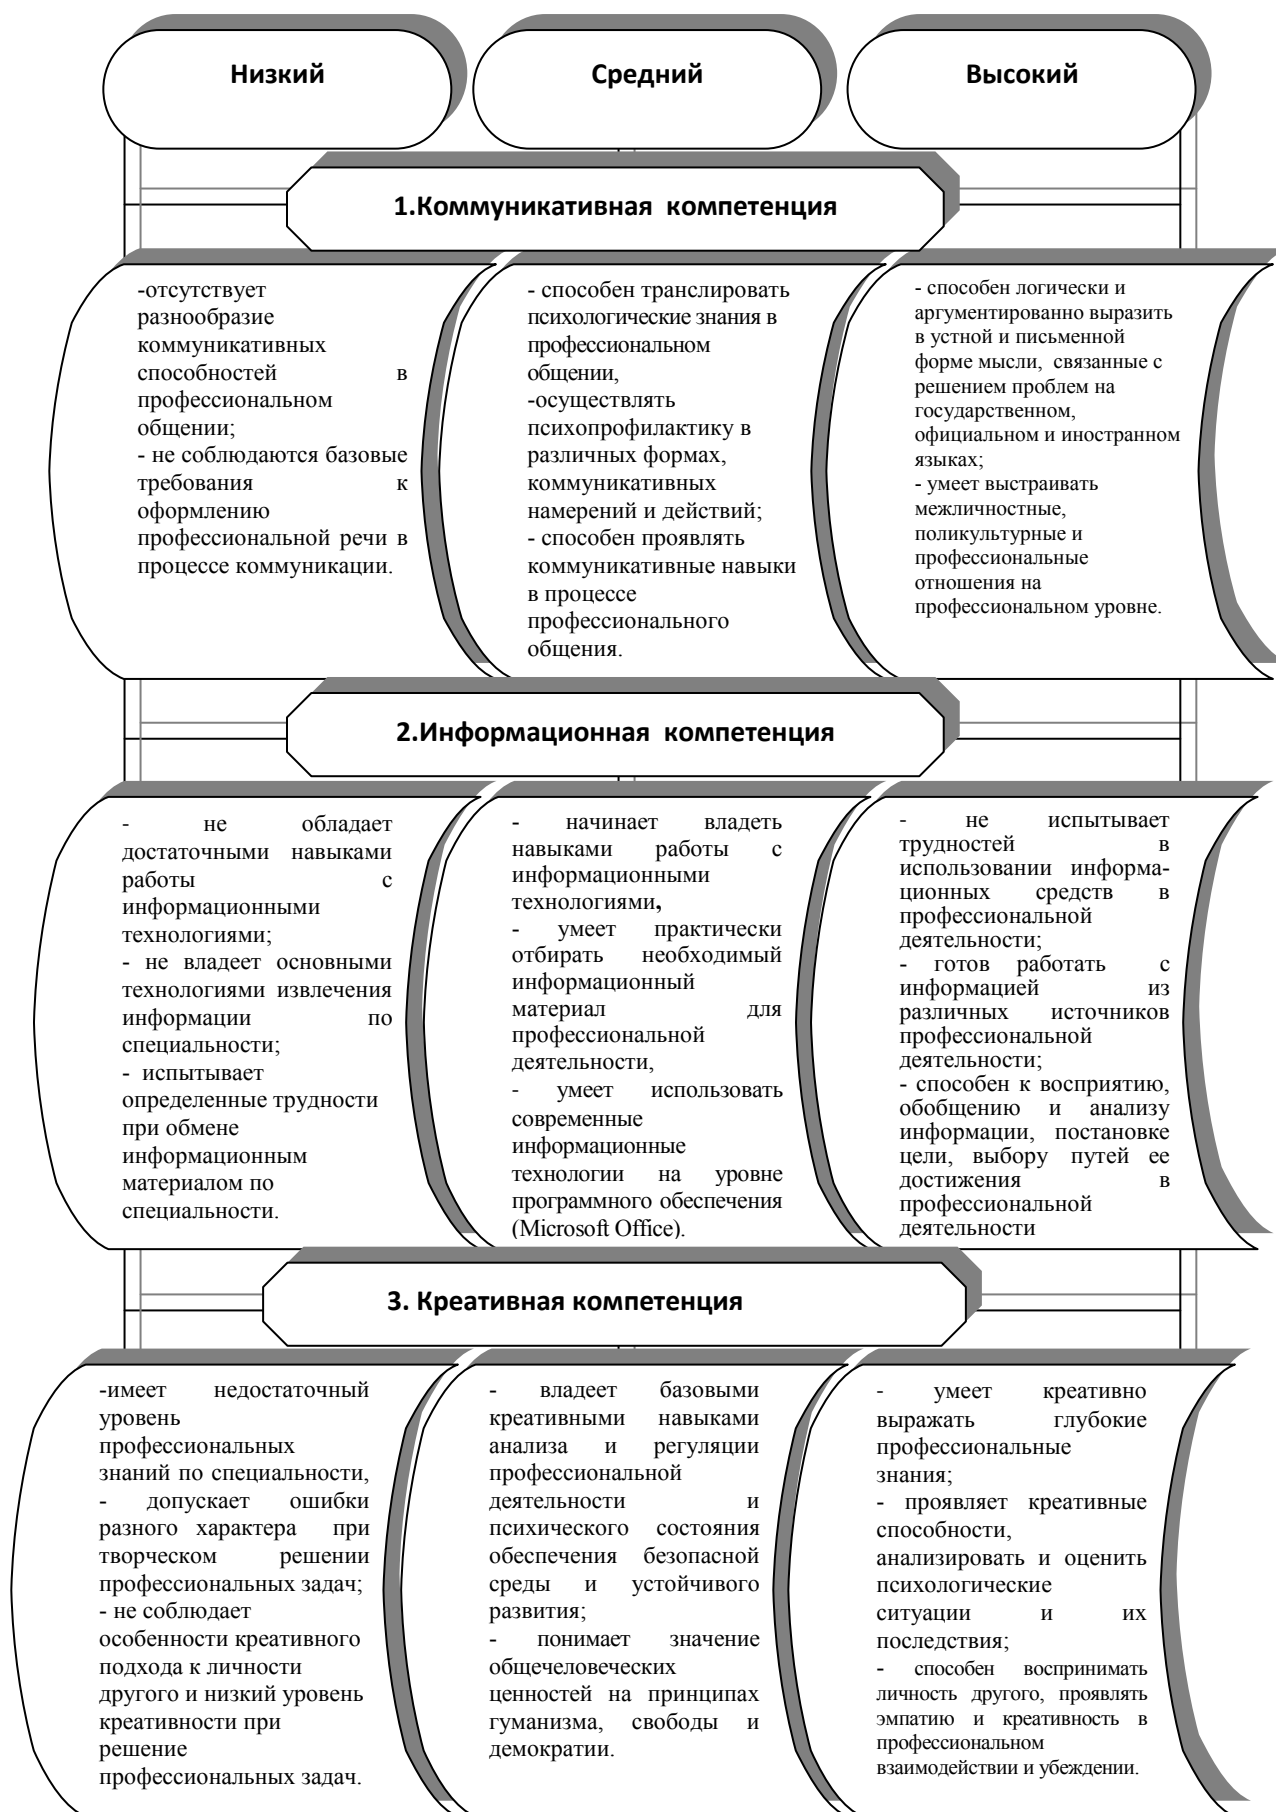 Низкий
Средний
Высокий
1.Коммуникативная компетенция
-отсутствует
разнообразие
коммуникативных
способностей в
профессиональном
общении;
- не соблюдаются базовые
требования к
оформлению
профессиональной речи в
процессе коммуникации.
- способен транслировать
психологические знания в
профессиональном
общении,
-осуществлять
психопрофилактику в
различных формах,
коммуникативных
намерений и действий;
- способен проявлять
коммуникативные навыки
в процессе
профессионального
общения.
- способен логически и
аргументированно выразить
в устной и письменной
форме мысли, связанные с
решением проблем на
государственном,
официальном и иностранном
языках;
- умеет выстраивать
межличностные,
поликультурные и
профессиональные
отношения на
профессиональном уровне.
2.Информационная компетенция
- не обладает
достаточными навыками
работы с
информационными
технологиями;
- не владеет основными
технологиями извлечения
информации по
специальности;
- испытывает
определенные трудности
при обмене
информационным
материалом по
специальности.
- начинает владеть
навыками работы с
информационными
технологиями,
- умеет практически
отбирать необходимый
информационный
материал для
профессиональной
деятельности,
- умеет использовать
современные
информационные
технологии на уровне
программного обеспечения
(Microsoft Office).
- не испытывает
трудностей в
использовании информа-
ционных средств в
профессиональной
деятельности;
- готов работать с
информацией из
различных источников
профессиональной
деятельности;
- способен к восприятию,
обобщению и анализу
информации, постановке
цели, выбору путей ее
достижения в
профессиональной
деятельности
3. Креативная компетенция
-имеет недостаточный
уровень
профессиональных
знаний по специальности,
- допускает ошибки
разного характера при
творческом решении
профессиональных задач;
- не соблюдает
особенности креативного
подхода к личности
другого и низкий уровень
креативности при
решение
профессиональных задач.
- владеет базовыми
креативными навыками
анализа и регуляции
профессиональной
деятельности и
психического состояния
обеспечения безопасной
среды и устойчивого
развития;
- понимает значение
общечеловеческих
ценностей на принципах
гуманизма, свободы и
демократии.
- умеет креативно
выражать глубокие
профессиональные
знания;
- проявляет креативные
способности,
анализировать и оценить
психологические
ситуации и их
последствия;
- способен воспринимать
личность другого, проявлять
эмпатию и креативность в
профессиональном
взаимодействии и убеждении.